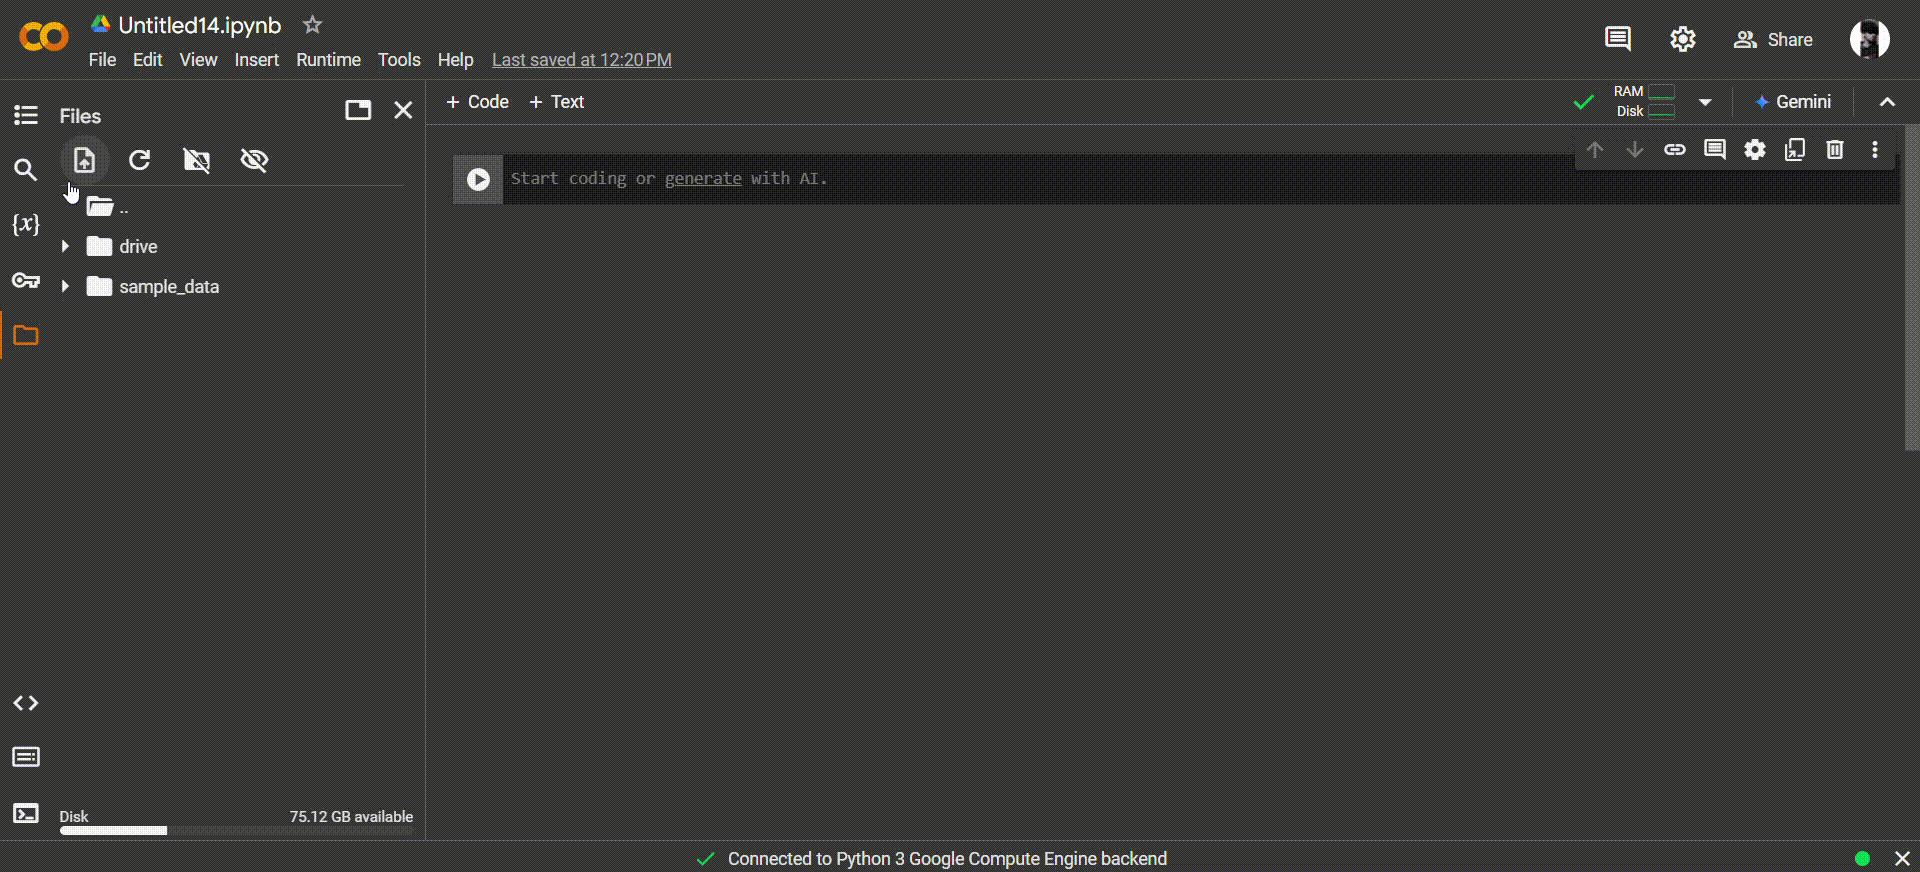 Untitled14.ipynb
File Edit View Insert Runtime Tools Help Last saved at 12:20 PM
Share
Files
+ Code + Text
RAM
Disk
Gemini
Start coding or generate with AI.
{x}
..
drive
sample_data
Disk 75.12 GB available
Connected to Python 3 Google Compute Engine backend